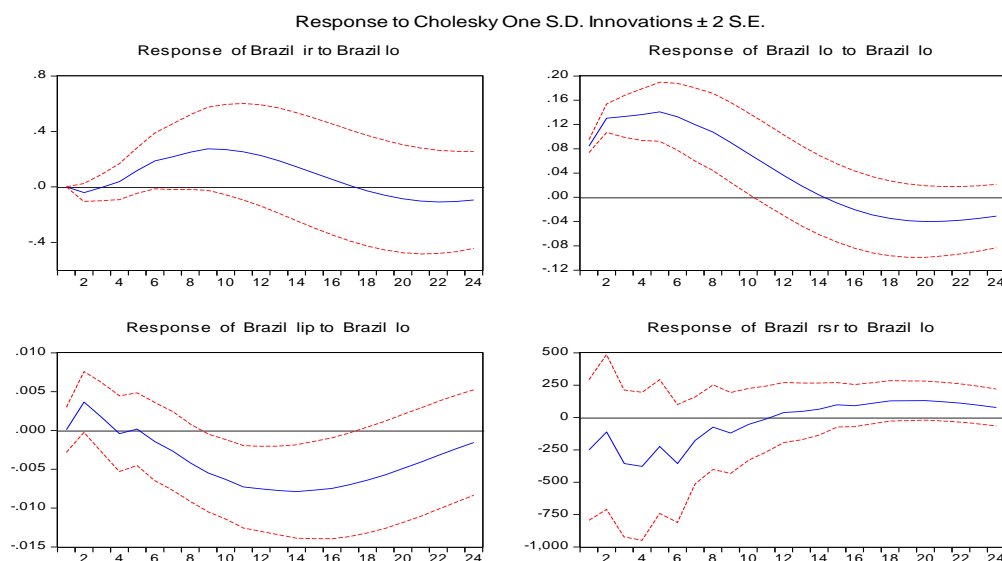 Response to Cholesky One S.D. Innovations ± 2 S.E.
Response of Brazil ir to Brazil lo
.8
.4
.0
-.4
2 4 6 8 10 12 14 16 18 20 22 24
Response of Brazil lo to Brazil lo
.20
.16
.12
.08
.04
.00
-.04
-.08
-.12
2 4 6 8 10 12 14 16 18 20 22 24
Response of Brazil lip to Brazil lo
.010
.005
.000
-.005
-.010
-.015
2 4 6 8 10 12 14 16 18 20 22 24
Response of Brazil rsr to Brazil lo
500
250
0
-250
-500
-750
-1,000
2 4 6 8 10 12 14 16 18 20 22 24